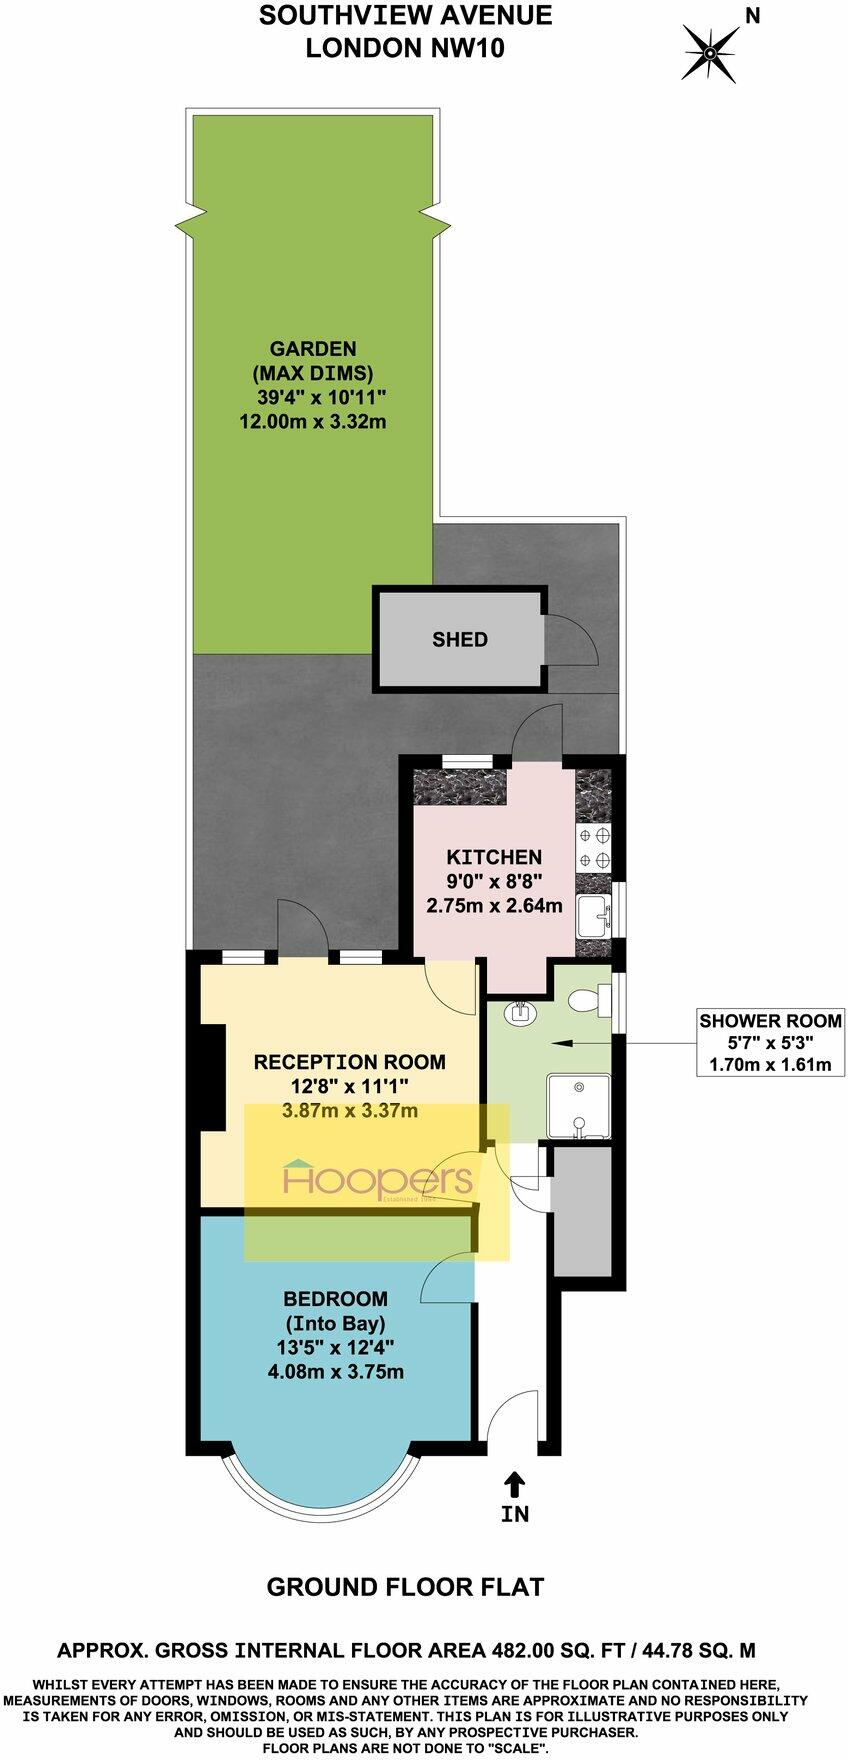 SOUTHVIEW AVENUE
LONDON NW10
N
GARDEN
(MAX DIMS)
39'4" x 10'11"
12.00m x 3.32m
SHED
KITCHEN
9'0" x 8'8"
2.75m x 2.64m
SHOWER ROOM
5'7" x 5'3"
1.70m x 1.61m
RECEPTION ROOM
12'8" x 11'1"
3.87m x 3.37m
Hoopers
Established 1984
BEDROOM
(Into Bay)
13'5" x 12'4"
4.08m x 3.75m
IN
GROUND FLOOR FLAT
APPROX. GROSS INTERNAL FLOOR AREA 482.00 SQ. FT / 44.78 SQ. M
WHILST EVERY ATTEMPT HAS BEEN MADE TO ENSURE THE ACCURACY OF THE FLOOR PLAN CONTAINED HERE,
MEASUREMENTS OF DOORS, WINDOWS, ROOMS AND ANY OTHER ITEMS ARE APPROXIMATE AND NO RESPONSIBILITY
IS TAKEN FOR ANY ERROR, OMISSION, OR MIS-STATEMENT. THIS PLAN IS FOR ILLUSTRATIVE PURPOSES ONLY
AND SHOULD BE USED AS SUCH, BY ANY PROSPECTIVE PURCHASER.
FLOOR PLANS ARE NOT DONE TO "SCALE".